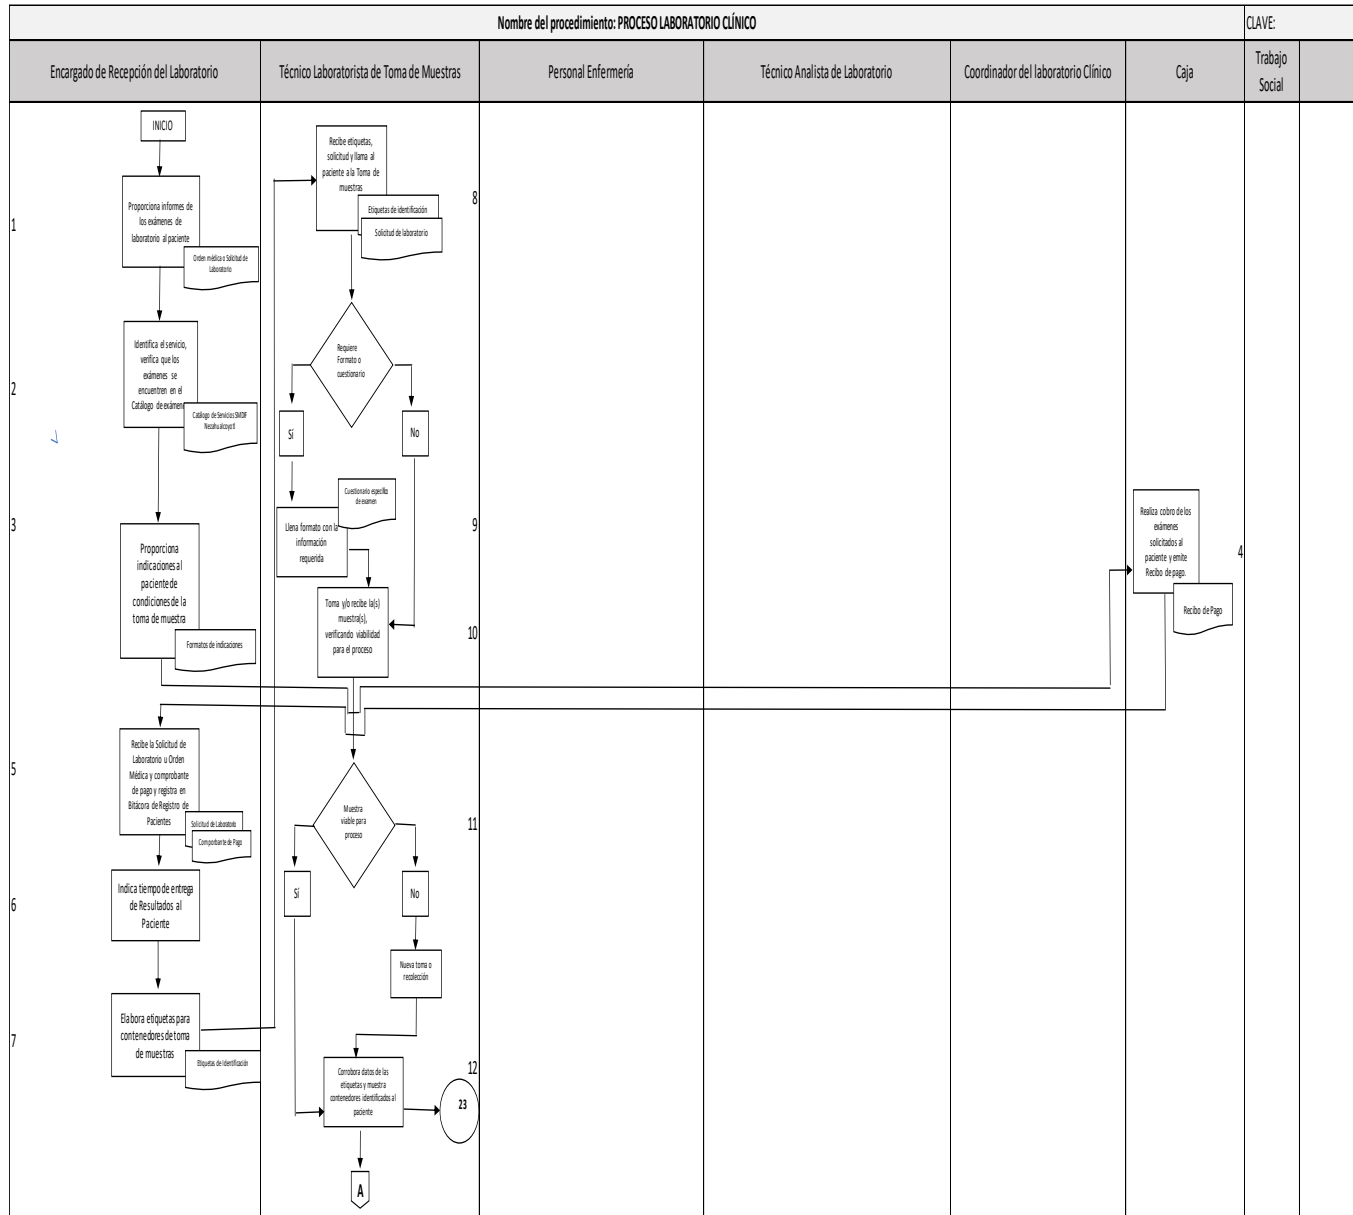 Nombre del procedimiento: PROCESO LABORATORIO CLÍNICO
CLAVE:
Encargado de Recepción del Laboratorio
Técnico Laboratorista de Toma de Muestras
Personal Enfermería
Técnico Analista de Laboratorio
Coordinador del laboratorio Clínico
Caja
Trabajo
Social
INICIO
1
Proporciona informes de
los exámenes de
laboratorio al paciente
Orden médica o Solicitud de
Laboratorio
2
Identifica el servicio,
verifica que los
exámenes se
encuentren en el
Catálogo de exámenes
Catálogo de Servicios SMDIF
Nezahualcoyotl
3
Proporciona
indicaciones al
paciente de
condiciones de la
toma de muestra
Formatos de indicaciones
Realiza cobro de los
exámenes
solicitados al
paciente y emite
Recibo de pago.
4
Recibo de Pago
5
Recibe la Solicitud de
Laboratorio u Orden
Médica y comprobante
de pago y registra en
Bitácora de Registro de
Pacientes
Solicitud de Laboratorio
Comporbante de Pago
6
Indica tiempo de entrega
de Resultados al
Paciente
7
Elabora etiquetas para
contenedores de toma
de muestras
Etiquetas de Identificación
Recibe etiquetas,
solicitud y llama al
paciente a la Toma de
muestras
8
Etiquetas de identificación
Solicitud de laboratorio
Requiere
Formato o
cuestionario
Sí
No
Cuestionario específico
de examen
9
Llena formato con la
información
requerida
Toma y/o recibe la(s)
muestra(s),
verificando viabilidad
para el proceso
10
Muestra
viable para
proceso
11
Sí
No
Nueva toma o
recolección
12
Corrobora datos de las
etiquetas y muestra
contenedores identificados al
paciente
23
A